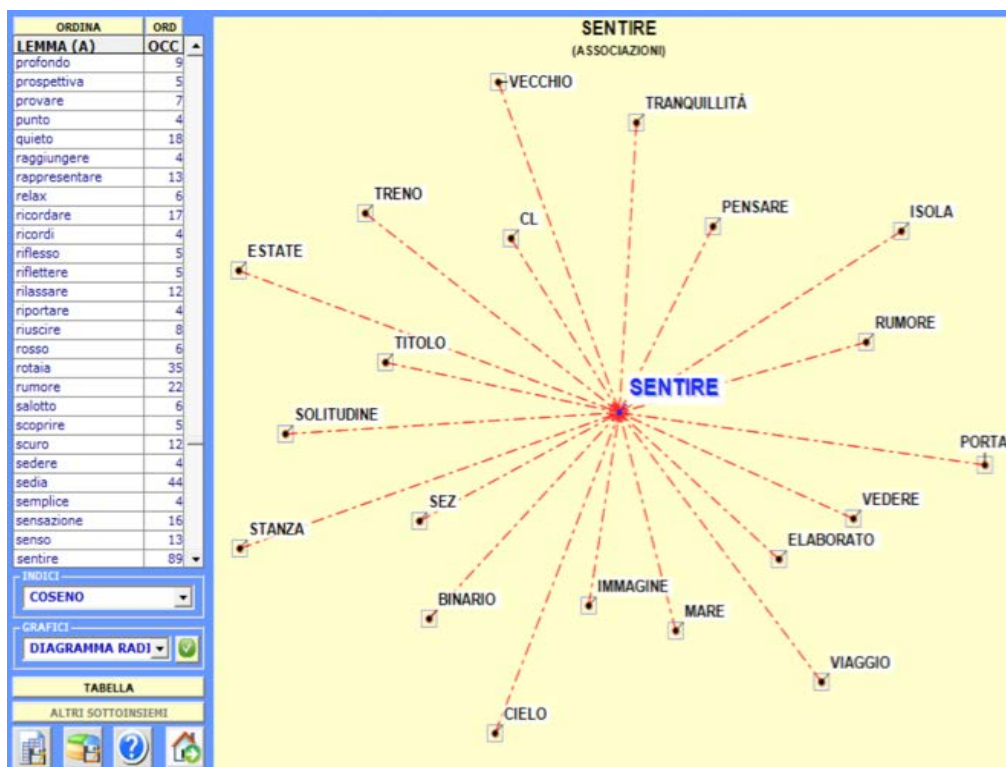 ORDINA ORD
LEMMA (A) OCC
profondo 9
prospettiva 5
provare 7
punto 4
quieto 18
raggiungere 4
rappresentare 13
relax 6
ricordare 17
ricordi 4
riflesso 5
riflettere 5
rilassare 12
riportare 4
riuscire 8
rosso 6
rotaia 35
rumore 22
salotto 6
scoprire 5
scuro 12
sedere 4
sedia 44
semplice 4
sensazione 16
senso 13
sentire 89
INDICI
COSENO
GRAFICI
DIAGRAMMA RADI
TABELLA
ALTRI SOTTOINSIEMI
?
SENTIRE
(ASSOCIAZIONI)
VECCHIO
TRANQUILLITÀ
TRENO
CL
PENSARE
ISOLA
ESTATE
RUMORE
TITOLO
SENTIRE
SOLITUDINE
PORTA
SEZ
VEDERE
STANZA
ELABORATO
BINARIO
IMMAGINE
MARE
VIAGGIO
CIELO